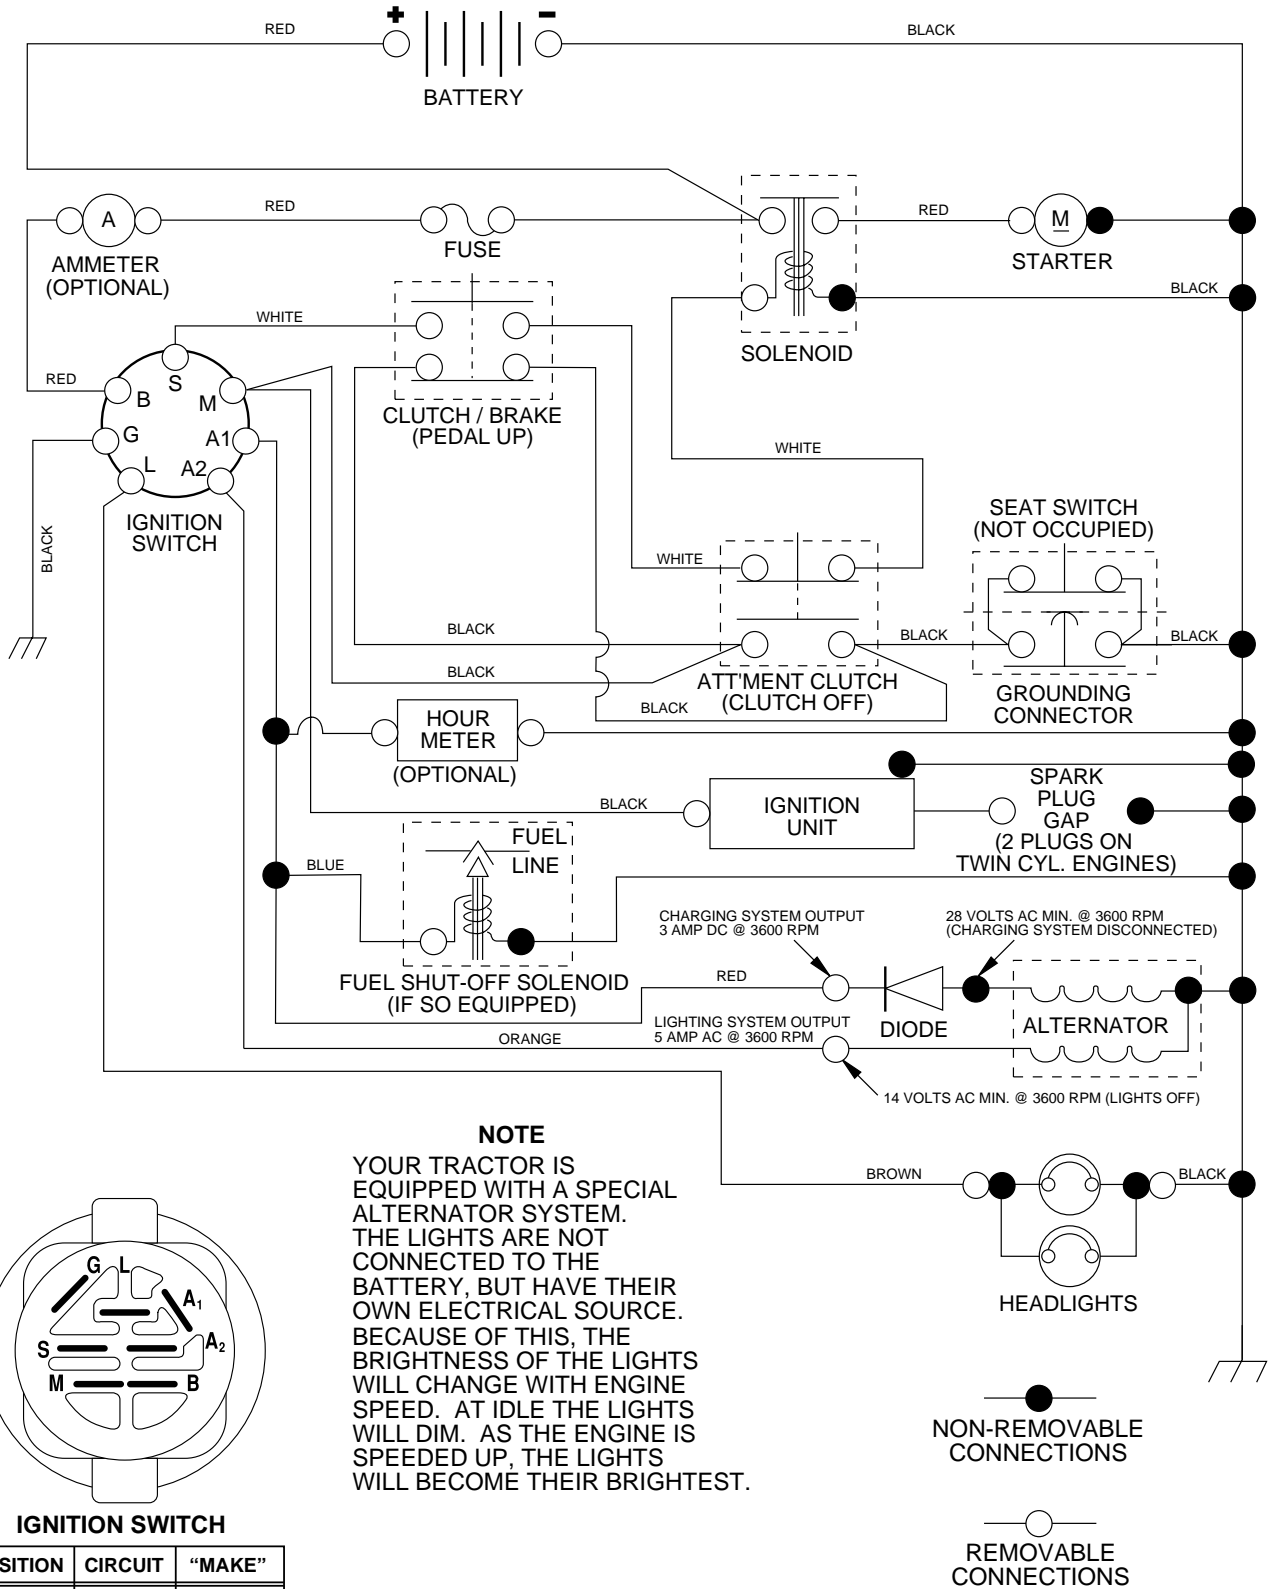 + -
RED
BLACK
BATTERY
A
RED
FUSE
RED
M
STARTER
AMMETER
(OPTIONAL)
BLACK
WHITE
SOLENOID
RED
S
B
M
G
A1
L
A2
CLUTCH / BRAKE
(PEDAL UP)
WHITE
IGNITION
SWITCH
BLACK
SEAT SWITCH
(NOT OCCUPIED)
WHITE
BLACK
BLACK
BLACK
BLACK
ATT'MENT CLUTCH
(CLUTCH OFF)
BLACK
GROUNDING
CONNECTOR
HOUR
METER
(OPTIONAL)
BLACK
IGNITION
UNIT
SPARK
PLUG
GAP
(2 PLUGS ON
TWIN CYL. ENGINES)
BLUE
FUEL
LINE
FUEL SHUT-OFF SOLENOID
(IF SO EQUIPPED)
CHARGING SYSTEM OUTPUT
3 AMP DC @ 3600 RPM
28 VOLTS AC MIN. @ 3600 RPM
(CHARGING SYSTEM DISCONNECTED)
RED
DIODE
ALTERNATOR
ORANGE
LIGHTING SYSTEM OUTPUT
5 AMP AC @ 3600 RPM
14 VOLTS AC MIN. @ 3600 RPM (LIGHTS OFF)
NOTE
YOUR TRACTOR IS
EQUIPPED WITH A SPECIAL
ALTERNATOR SYSTEM.
THE LIGHTS ARE NOT
CONNECTED TO THE
BATTERY, BUT HAVE THEIR
OWN ELECTRICAL SOURCE.
BECAUSE OF THIS, THE
BRIGHTNESS OF THE LIGHTS
WILL CHANGE WITH ENGINE
SPEED. AT IDLE THE LIGHTS
WILL DIM. AS THE ENGINE IS
SPEEDED UP, THE LIGHTS
WILL BECOME THEIR BRIGHTEST.
BROWN
BLACK
HEADLIGHTS
G L
A1
A2
S
M B
IGNITION SWITCH
SITION CIRCUIT “MAKE”
NON-REMOVABLE
CONNECTIONS
REMOVABLE
CONNECTIONS